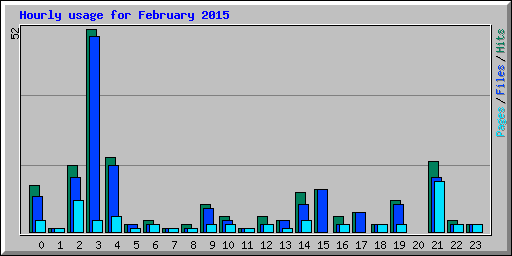 Hourly usage for February 2015
52
Pages/Files/Hits
0 1 2 3 4 5 6 7 8 9 10 11 12 13 14 15 16 17 18 19 20 21 22 23